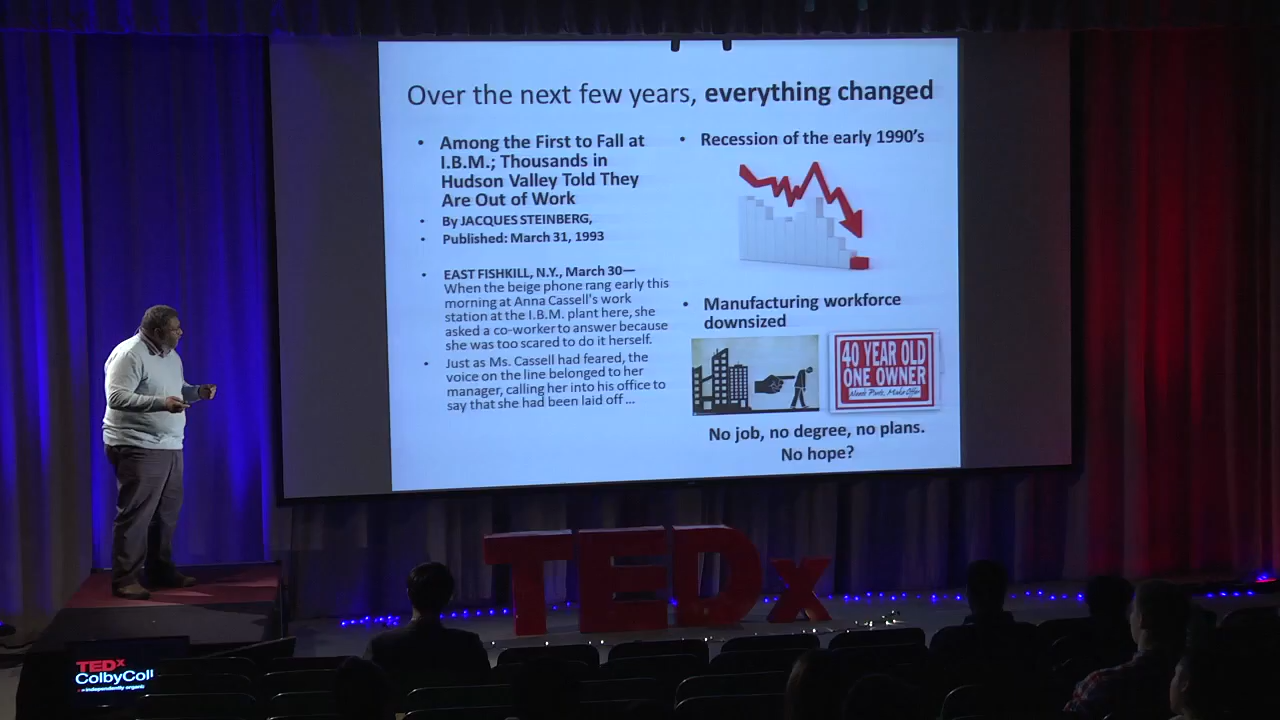 Over the next few years, everything changed
• Among the First to Fall at
I.B.M.; Thousands in
Hudson Valley Told They
Are Out of Work
• By JACQUES STEINBERG,
• Published: March 31, 1993
• EAST FISHKILL, N.Y., March 30—
When the beige phone rang early this
morning at Anna Cassell's work
station at the I.B.M. plant here, she
asked a co-worker to answer because
she was too scared to do it herself.
• Just as Ms. Cassell had feared, the
voice on the line belonged to her
manager, calling her into his office to
say that she had been laid off ...
• Recession of the early 1990's
• Manufacturing workforce
downsized
40 YEAR OLD
ONE OWNER
Needs Parts, Make Offer
No job, no degree, no plans.
No hope?
TEDx
TEDx
ColbyColl
independently organi